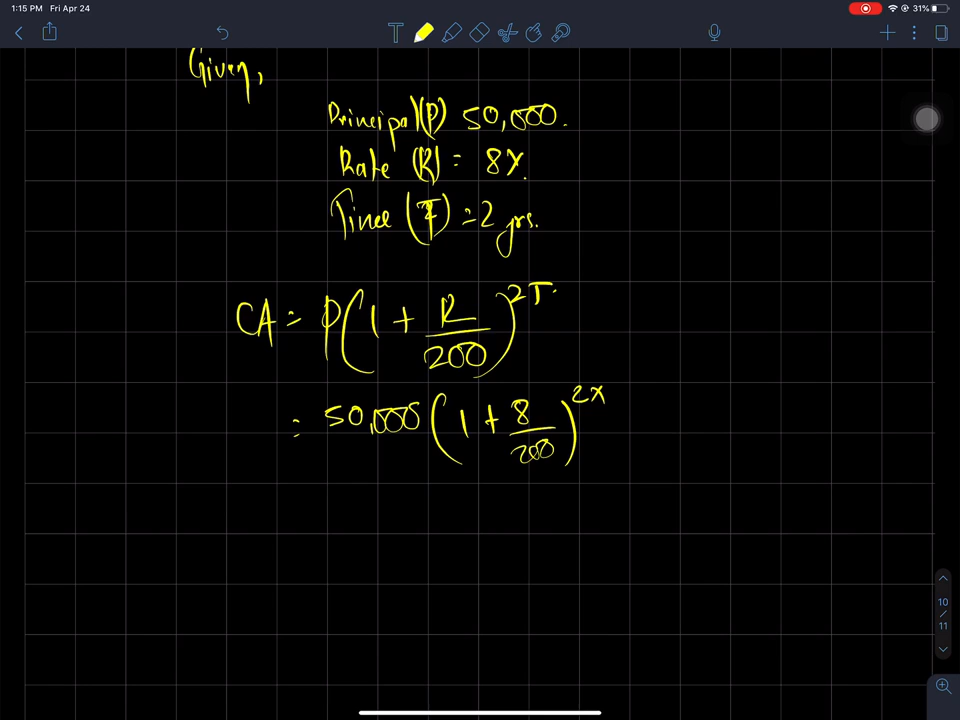 1:15 PM Fri Apr 24 31%
Given,
Principal (P) 50,000.
Rate (R) = 8%.
Time (T) = 2 yrs.
CA = P(1 + R/200)^2T.
= 50,000 (1 + 8/200)^2x
10
/
11